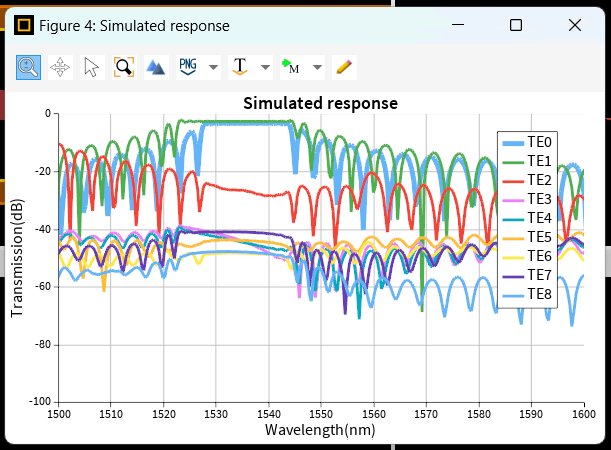 Figure 4: Simulated response
PNG T M
Simulated response
Transmission(dB)
0
-20
-40
-60
-80
-100
TE0
TE1
TE2
TE3
TE4
TE5
TE6
TE7
TE8
1500 1510 1520 1530 1540 1550 1560 1570 1580 1590 1600
Wavelength(nm)